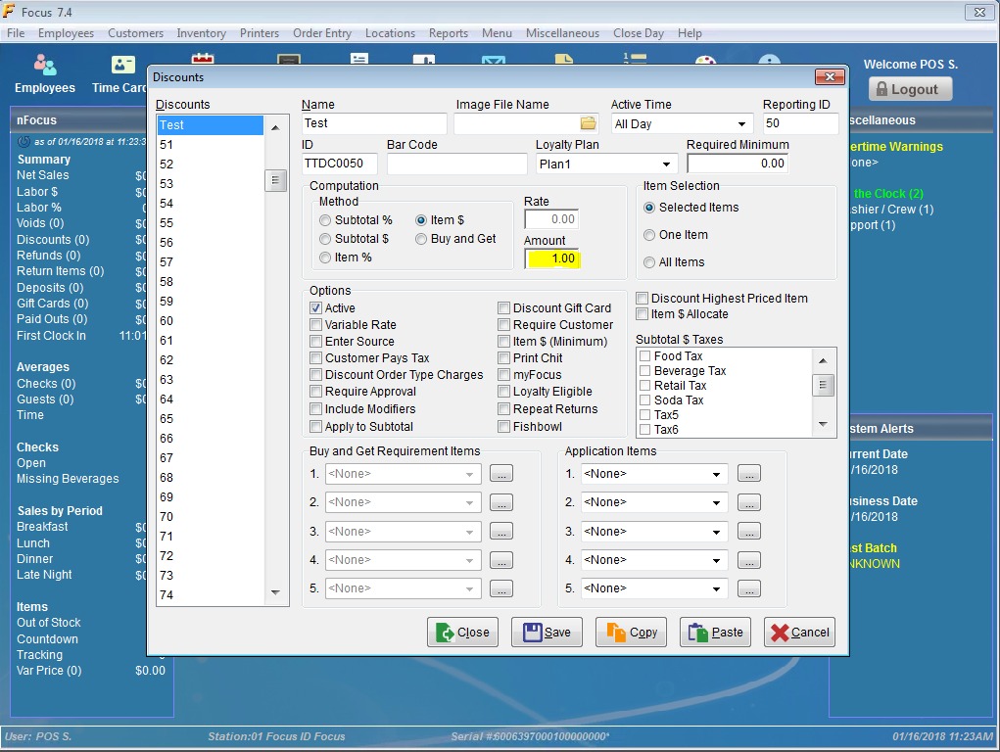 Focus 7.4
File Employees Customers Inventory Printers Order Entry Locations Reports Menu Miscellaneous Close Day Help
Employees
Time Car
Welcome POS S.
Logout
nFocus
as of 01/16/2018 at 11:23:3
Summary
Net Sales $0
Labor $ $0
Labor % 0
Voids (0) $0
Discounts (0) $0
Refunds (0) $0
Return Items (0) $0
Deposits (0) $0
Gift Cards (0) $0
Paid Outs (0) $0
First Clock In 11:01
Averages
Checks (0) $0
Guests (0) $0
Time
Checks
Open
Missing Beverages
Sales by Period
Breakfast $0
Lunch $0
Dinner $0
Late Night $0
Items
Out of Stock
Countdown
Tracking
Var Price (0) $0.00
Discounts
Discounts
Test
51
52
53
54
55
56
57
58
59
60
61
62
63
64
65
66
67
68
69
70
71
72
73
74
Name Image File Name Active Time Reporting ID
Test All Day 50
ID Bar Code Loyalty Plan Required Minimum
TTDC0050 Plan1 0.00
Computation
Method
Subtotal % Item $
Subtotal $ Buy and Get
Item %
Rate
0.00
Amount
1.00
Item Selection
Selected Items
One Item
All Items
Options
Active Discount Gift Card
Variable Rate Require Customer
Enter Source Item $ (Minimum)
Customer Pays Tax Print Chit
Discount Order Type Charges myFocus
Require Approval Loyalty Eligible
Include Modifiers Repeat Returns
Apply to Subtotal Fishbowl
Discount Highest Priced Item
Item $ Allocate
Subtotal $ Taxes
Food Tax
Beverage Tax
Retail Tax
Soda Tax
Tax5
Tax6
Buy and Get Requirement Items
1. <None> ...
2. <None> ...
3. <None> ...
4. <None> ...
5. <None> ...
Application Items
1. <None> ...
2. <None> ...
3. <None> ...
4. <None> ...
5. <None> ...
Close Save Copy Paste Cancel
scellaneous
ertime Warnings
one>
the Clock (2)
shier / Crew (1)
pport (1)
stem Alerts
rrent Date
/16/2018
usiness Date
/16/2018
st Batch
NKNOWN
User: POS S. Station:01 Focus ID Focus Serial #:6006397000100000000* 01/16/2018 11:23AM